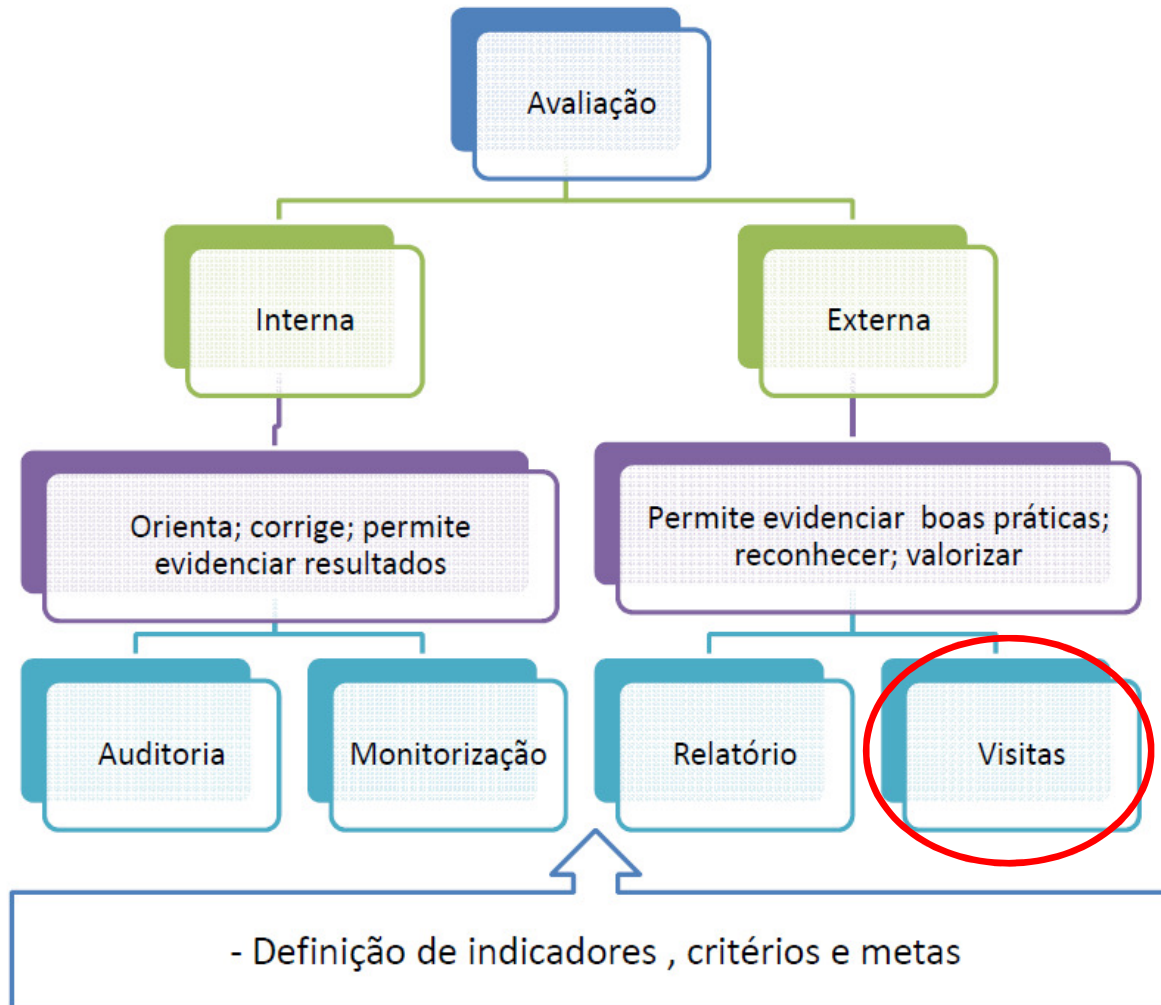 Avaliação
Interna
Externa
Orienta; corrige; permite
evidenciar resultados
Permite evidenciar  boas práticas;
reconhecer; valorizar
Auditoria
Monitorização
Relatório
Visitas
- Definição de indicadores , critérios e metas